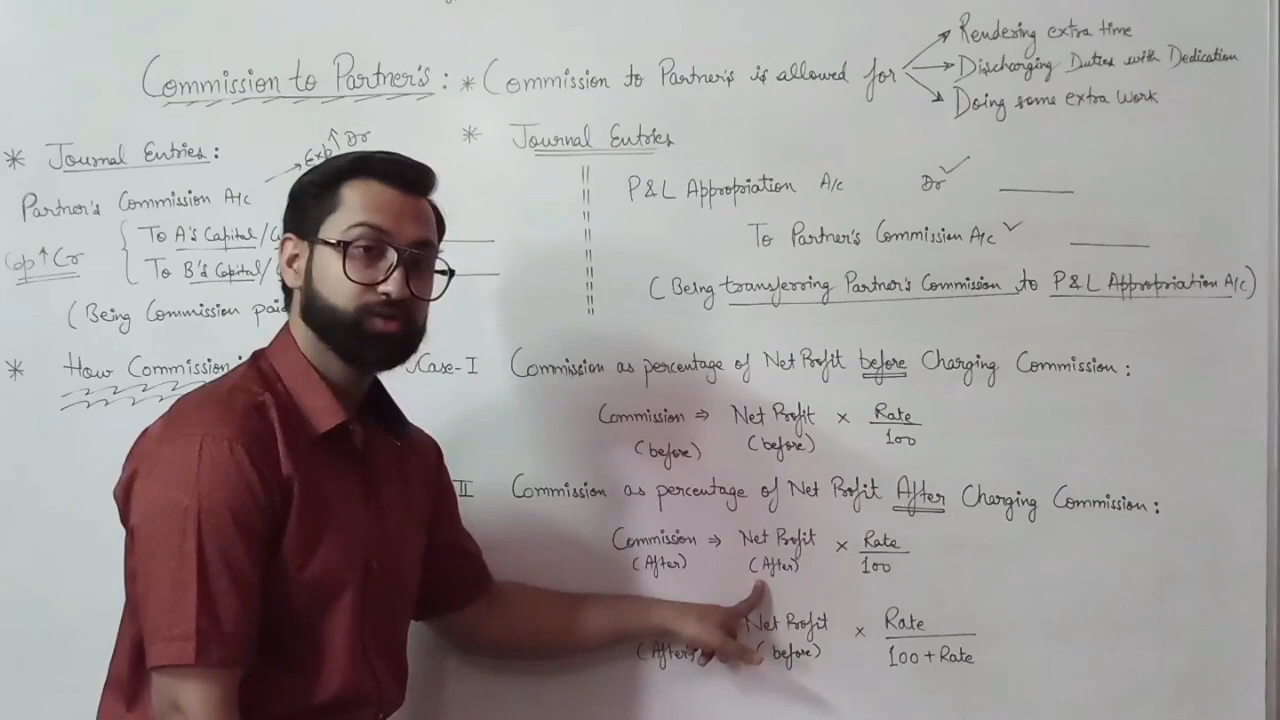 Commission to Partner's : * Commission to Partner's is allowed for
Rendering extra time
Discharging Duties with Dedication
Doing some extra work
* Journal Entries :
Exp ↑ Dr
Partner's Commission A/c
To A's Capital/
To B's Capital/
Cap ↑ Cr
(Being Commission paid
* Journal Entries
P & L Appropriation A/c Dr ✓
To Partner's Commission A/c ✓
(Being transferring Partner's Commission to P & L Appropriation A/c)
* How Commission
Case-I Commission as percentage of Net Profit before Charging Commission :
Commission ⇒ Net Profit × Rate
100
(before) (before)
II Commission as percentage of Net Profit After Charging Commission :
Commission ⇒ Net Profit × Rate
100
(After) (After)
Net Profit × Rate
100 + Rate
(After) (before)